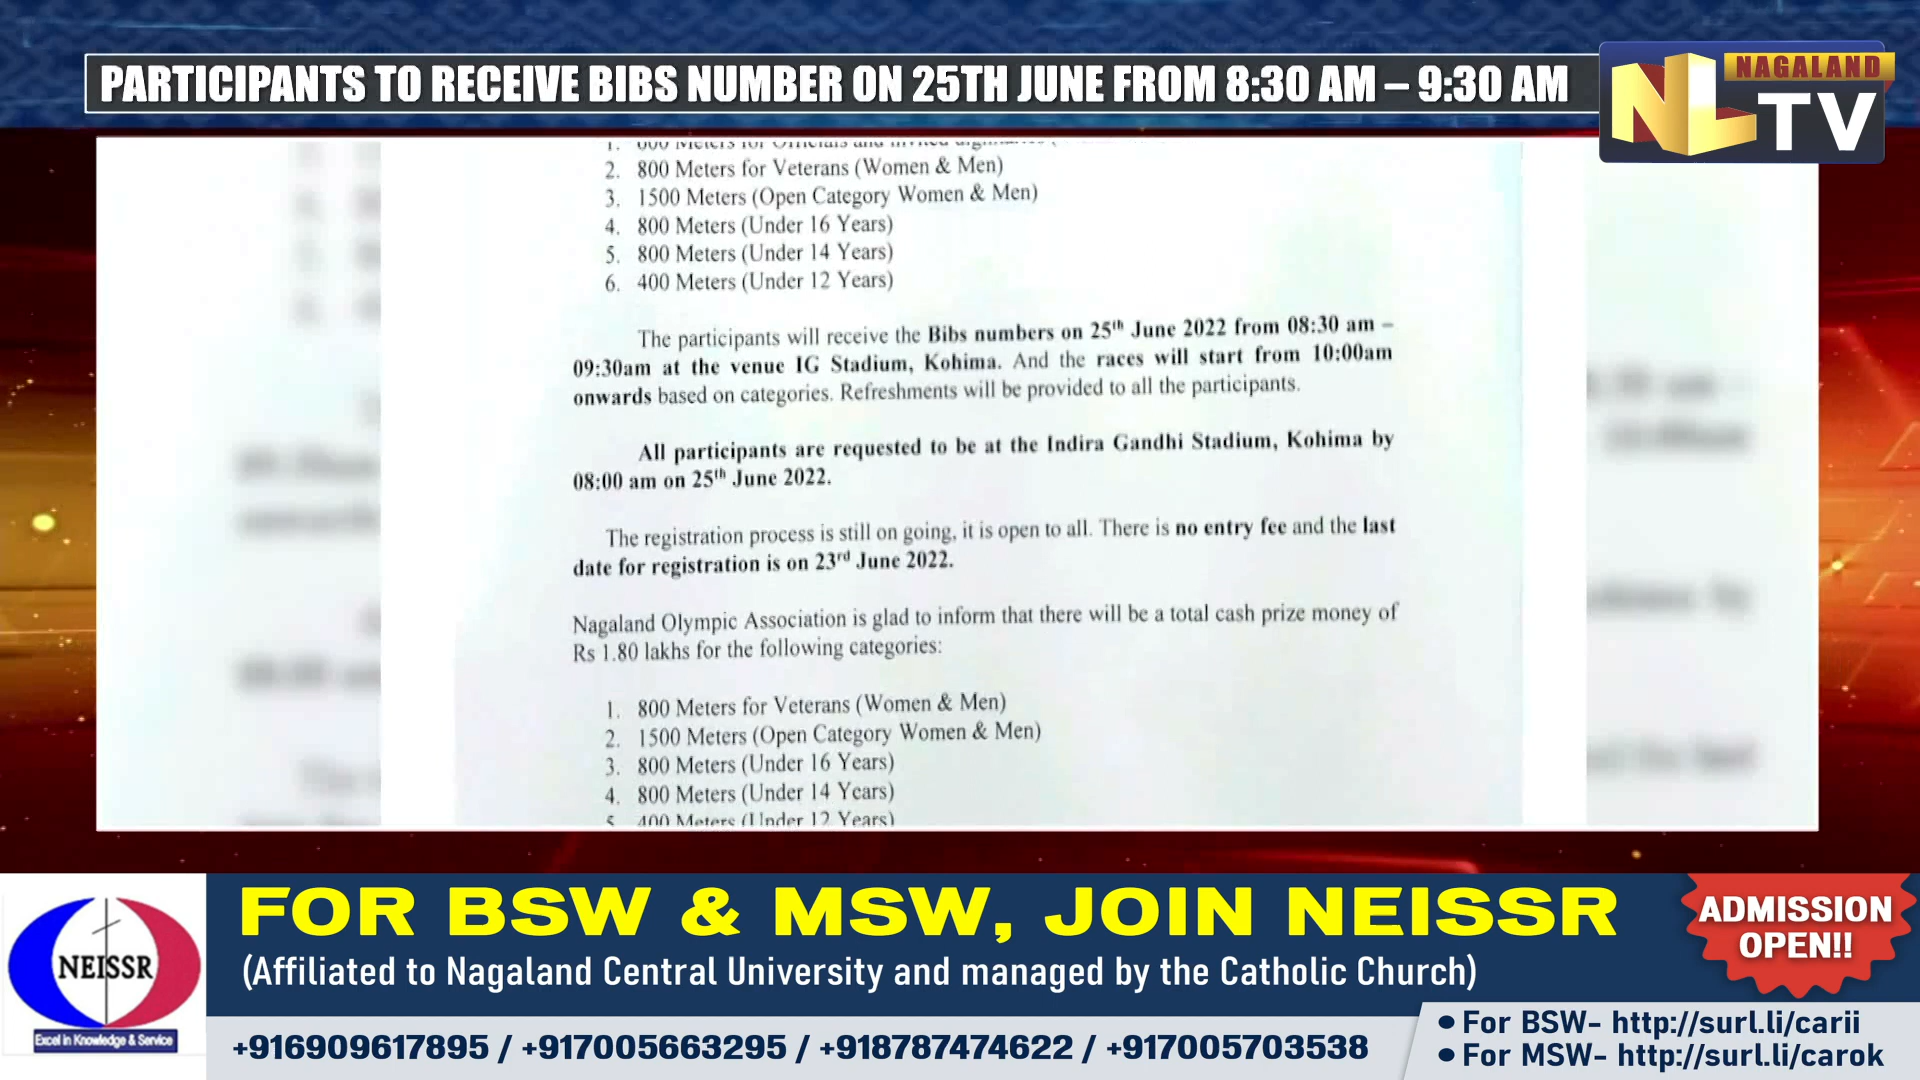 PARTICIPANTS TO RECEIVE BIBS NUMBER ON 25TH JUNE FROM 8:30 AM – 9:30 AM
NAGALAND
NL TV
2. 800 Meters for Veterans (Women & Men)
3. 1500 Meters (Open Category Women & Men)
4. 800 Meters (Under 16 Years)
5. 800 Meters (Under 14 Years)
6. 400 Meters (Under 12 Years)
The participants will receive the Bibs numbers on 25th June 2022 from 08:30 am –
09:30am at the venue IG Stadium, Kohima. And the races will start from 10:00am
onwards based on categories. Refreshments will be provided to all the participants.
All participants are requested to be at the Indira Gandhi Stadium, Kohima by
08:00 am on 25th June 2022.
The registration process is still on going, it is open to all. There is no entry fee and the last
date for registration is on 23rd June 2022.
Nagaland Olympic Association is glad to inform that there will be a total cash prize money of
Rs 1.80 lakhs for the following categories:
1. 800 Meters for Veterans (Women & Men)
2. 1500 Meters (Open Category Women & Men)
3. 800 Meters (Under 16 Years)
4. 800 Meters (Under 14 Years)
5 400 Meters (Under 12 Years)
NEISSR
Excel in Knowledge & Service
FOR BSW & MSW, JOIN NEISSR
(Affiliated to Nagaland Central University and managed by the Catholic Church)
ADMISSION
OPEN!!
+916909617895 / +917005663295 / +918787474622 / +917005703538
• For BSW- http://surl.li/carii
• For MSW- http://surl.li/carok